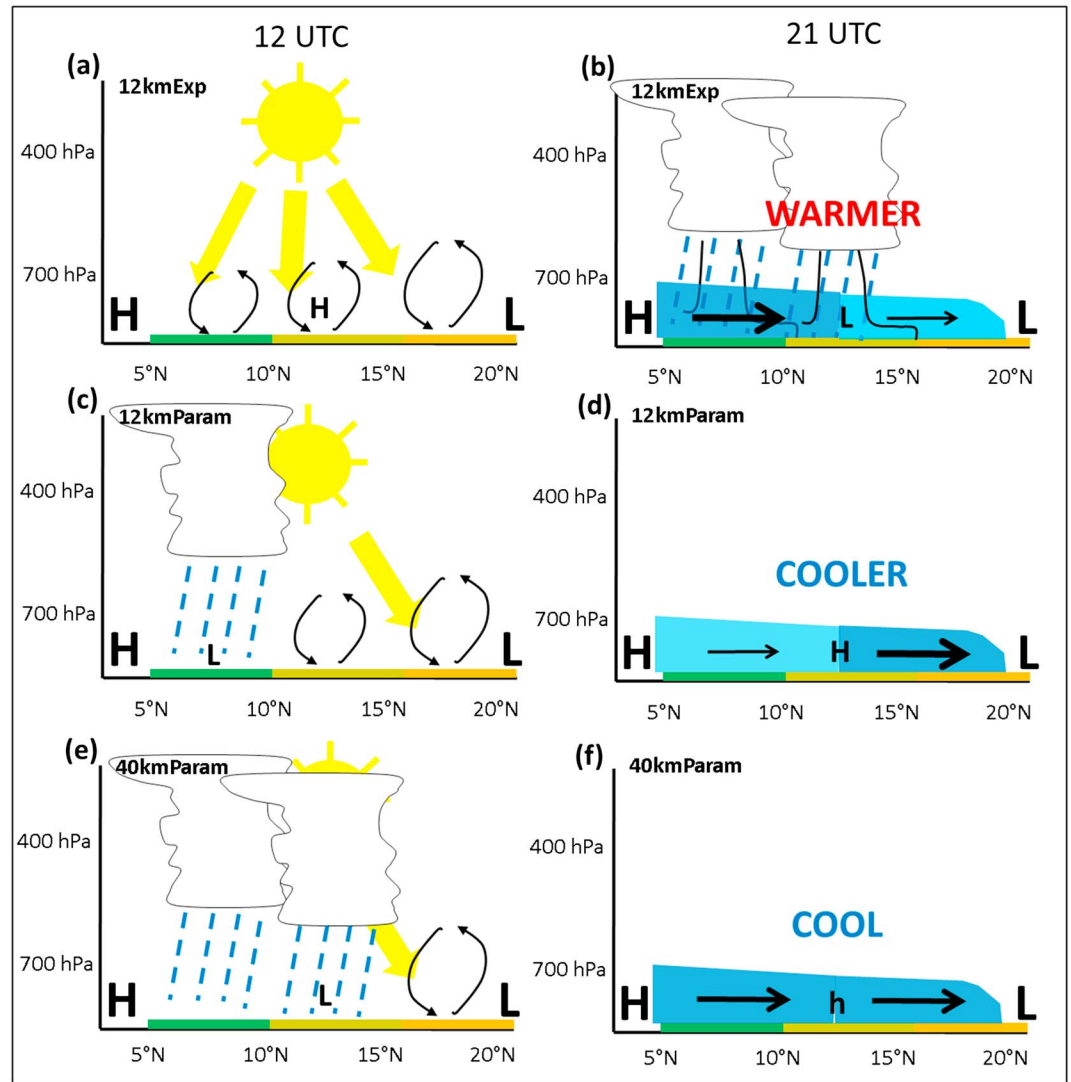 12 UTC
21 UTC
(a)
12kmExp
400 hPa
700 hPa
H
H
L
5°N
10°N
15°N
20°N
(b)
12kmExp
400 hPa
WARMER
700 hPa
H
L
L
5°N
10°N
15°N
20°N
(c)
12kmParam
400 hPa
700 hPa
H
L
L
5°N
10°N
15°N
20°N
(d)
12kmParam
400 hPa
COOLER
700 hPa
H
H
L
5°N
10°N
15°N
20°N
(e)
40kmParam
400 hPa
700 hPa
H
L
L
5°N
10°N
15°N
20°N
(f)
40kmParam
400 hPa
COOL
700 hPa
H
h
L
5°N
10°N
15°N
20°N